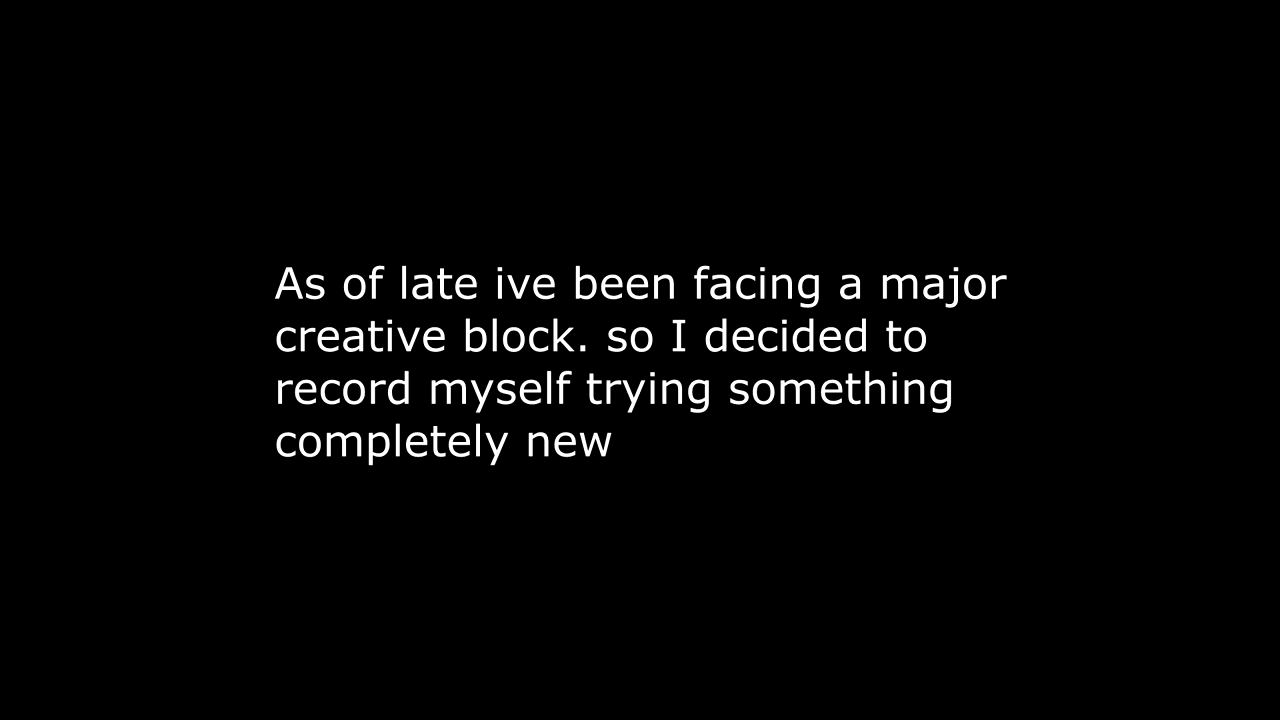 As of late ive been facing a major
creative block. so I decided to
record myself trying something
completely new